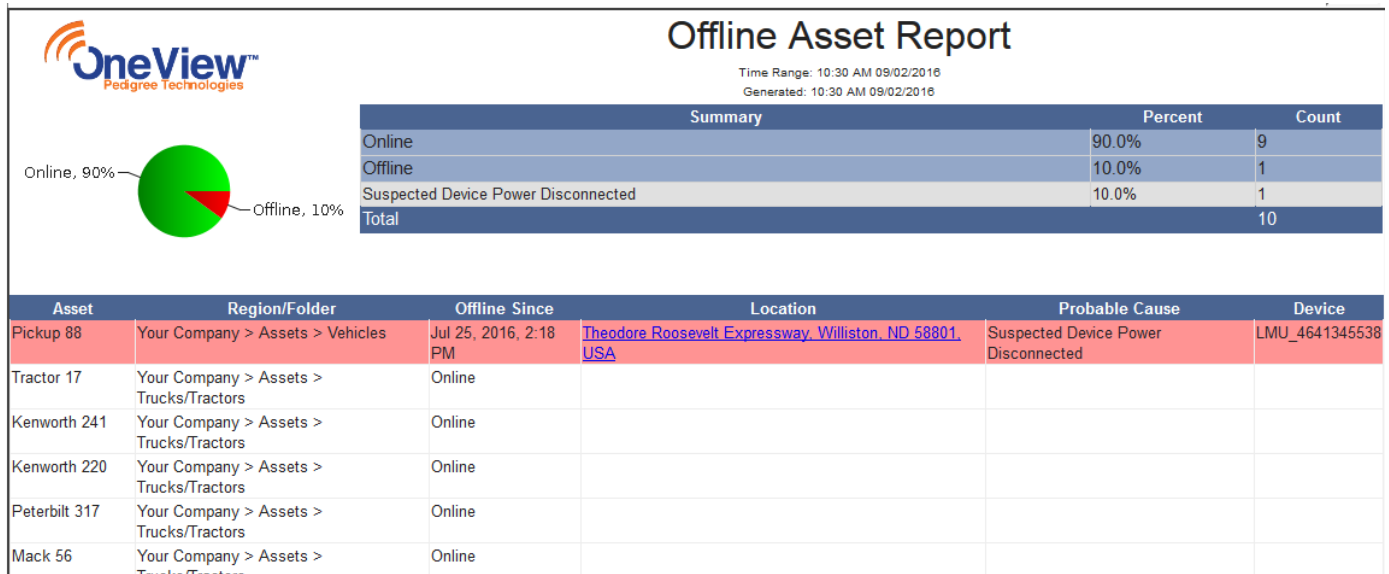 OneView™
Pedigree Technologies
Offline Asset Report
Time Range: 10:30 AM 09/02/2016
Generated: 10:30 AM 09/02/2016
Summary Percent Count
Online 90.0% 9
Offline 10.0% 1
Suspected Device Power Disconnected 10.0% 1
Total 10
Online, 90%
Offline, 10%
Asset Region/Folder Offline Since Location Probable Cause Device
Pickup 88 Your Company > Assets > Vehicles Jul 25, 2016, 2:18 Theodore Roosevelt Expressway, Williston, ND 58801, Suspected Device Power LMU_4641345538
PM USA Disconnected
Tractor 17 Your Company > Assets > Online
Trucks/Tractors
Kenworth 241 Your Company > Assets > Online
Trucks/Tractors
Kenworth 220 Your Company > Assets > Online
Trucks/Tractors
Peterbilt 317 Your Company > Assets > Online
Trucks/Tractors
Mack 56 Your Company > Assets > Online
Trucks/Tractors